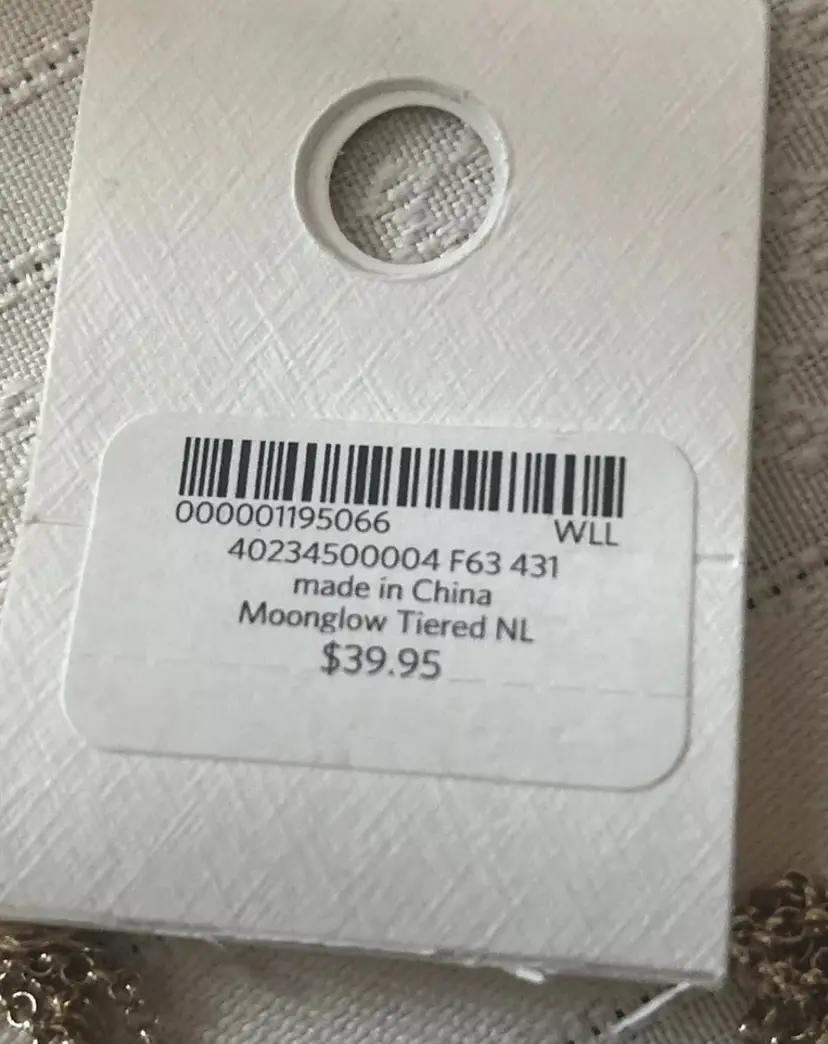 000001195066 WLL
40234500004 F63 431
made in China
Moonglow Tiered NL
$39.95